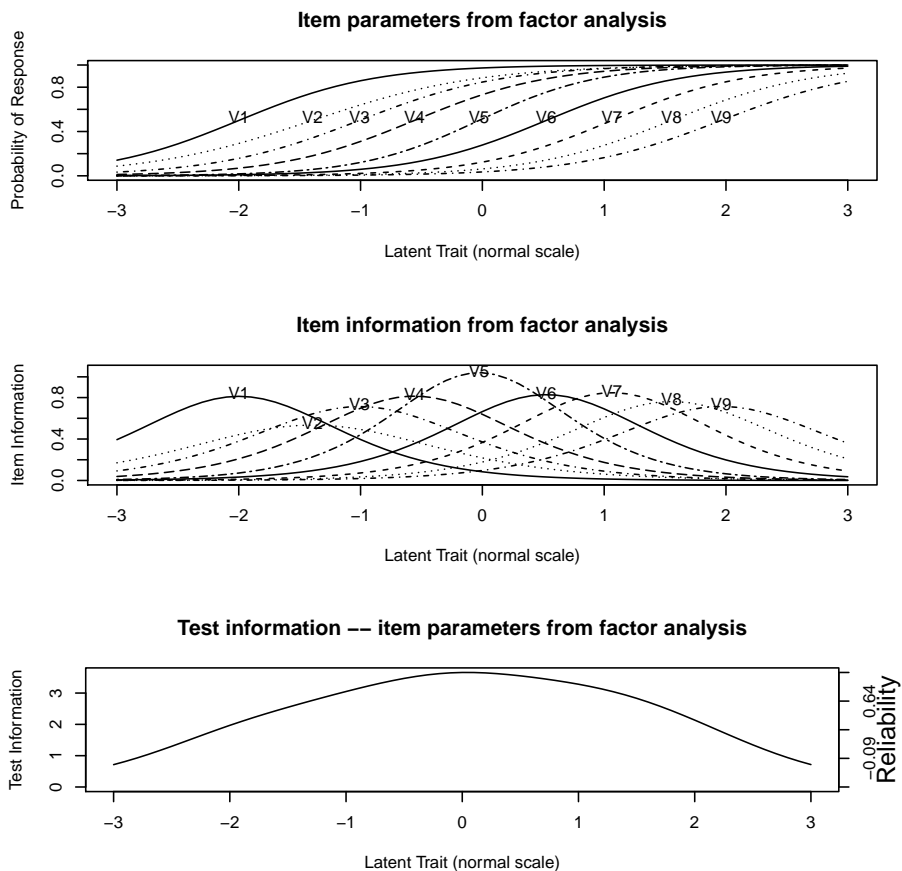 Item parameters from factor analysis
Probability of Response
0.0 0.4 0.8
V1 V2 V3 V4 V5 V6 V7 V8 V9
−3 −2 −1 0 1 2 3
Latent Trait (normal scale)
Item information from factor analysis
Item Information
0.0 0.4 0.8
V1 V2 V3 V4 V5 V6 V7 V8 V9
−3 −2 −1 0 1 2 3
Latent Trait (normal scale)
Test information −− item parameters from factor analysis
Test Information
0 1 2 3
−3 −2 −1 0 1 2 3
−0.09 0.64
Reliability
Latent Trait (normal scale)